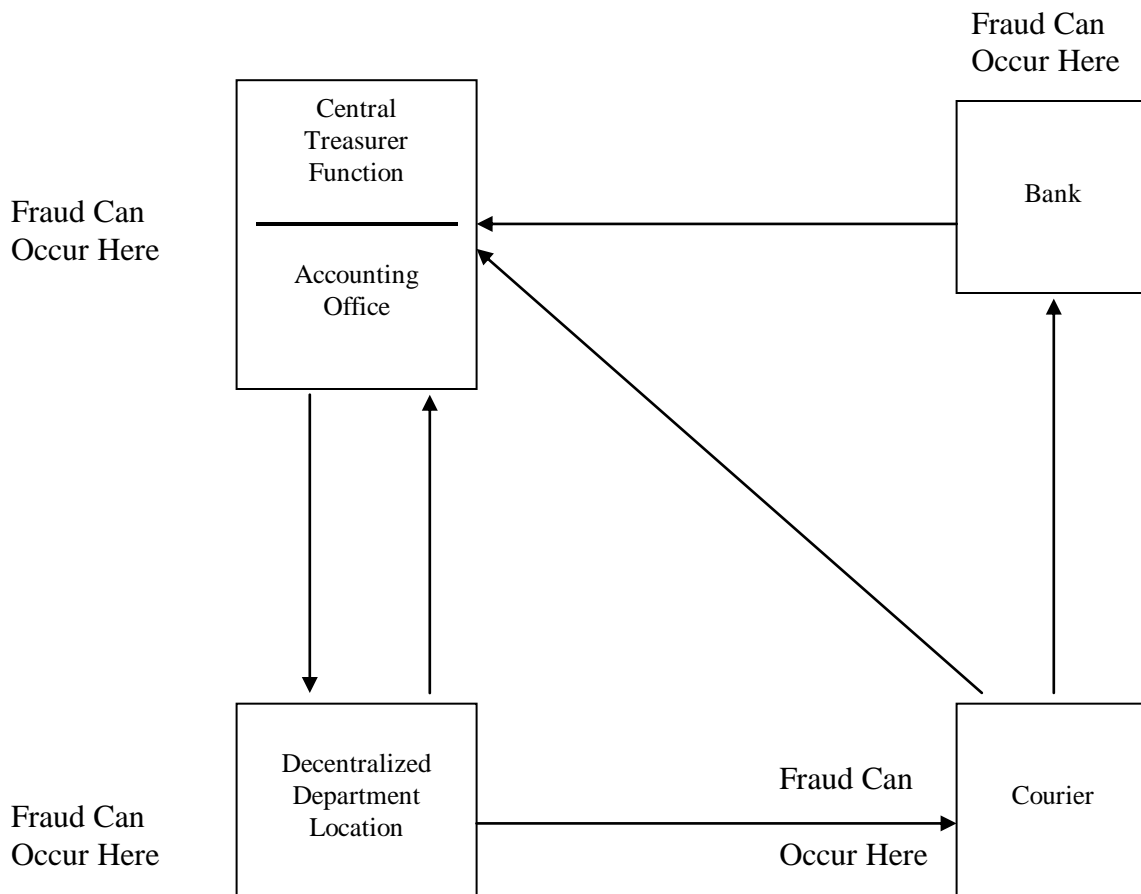 Fraud Can
Occur Here
Central
Treasurer
Function
Bank
Fraud Can
Occur Here
Accounting
Office
Decentralized
Department
Location
Fraud Can
Occur Here
Courier
Fraud Can
Occur Here